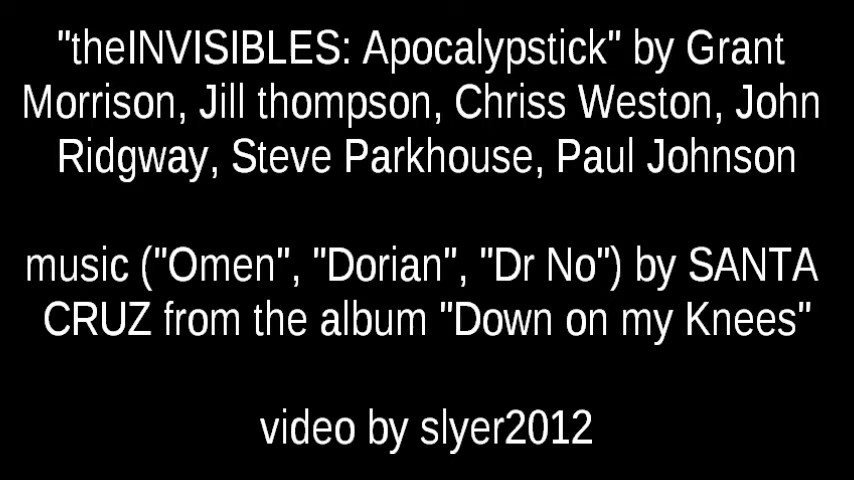 "theINVISIBLES: Apocalypstick" by Grant
Morrison, Jill thompson, Chriss Weston, John
Ridgway, Steve Parkhouse, Paul Johnson
music ("Omen", "Dorian", "Dr No") by SANTA
CRUZ from the album "Down on my Knees"
video by slyer2012